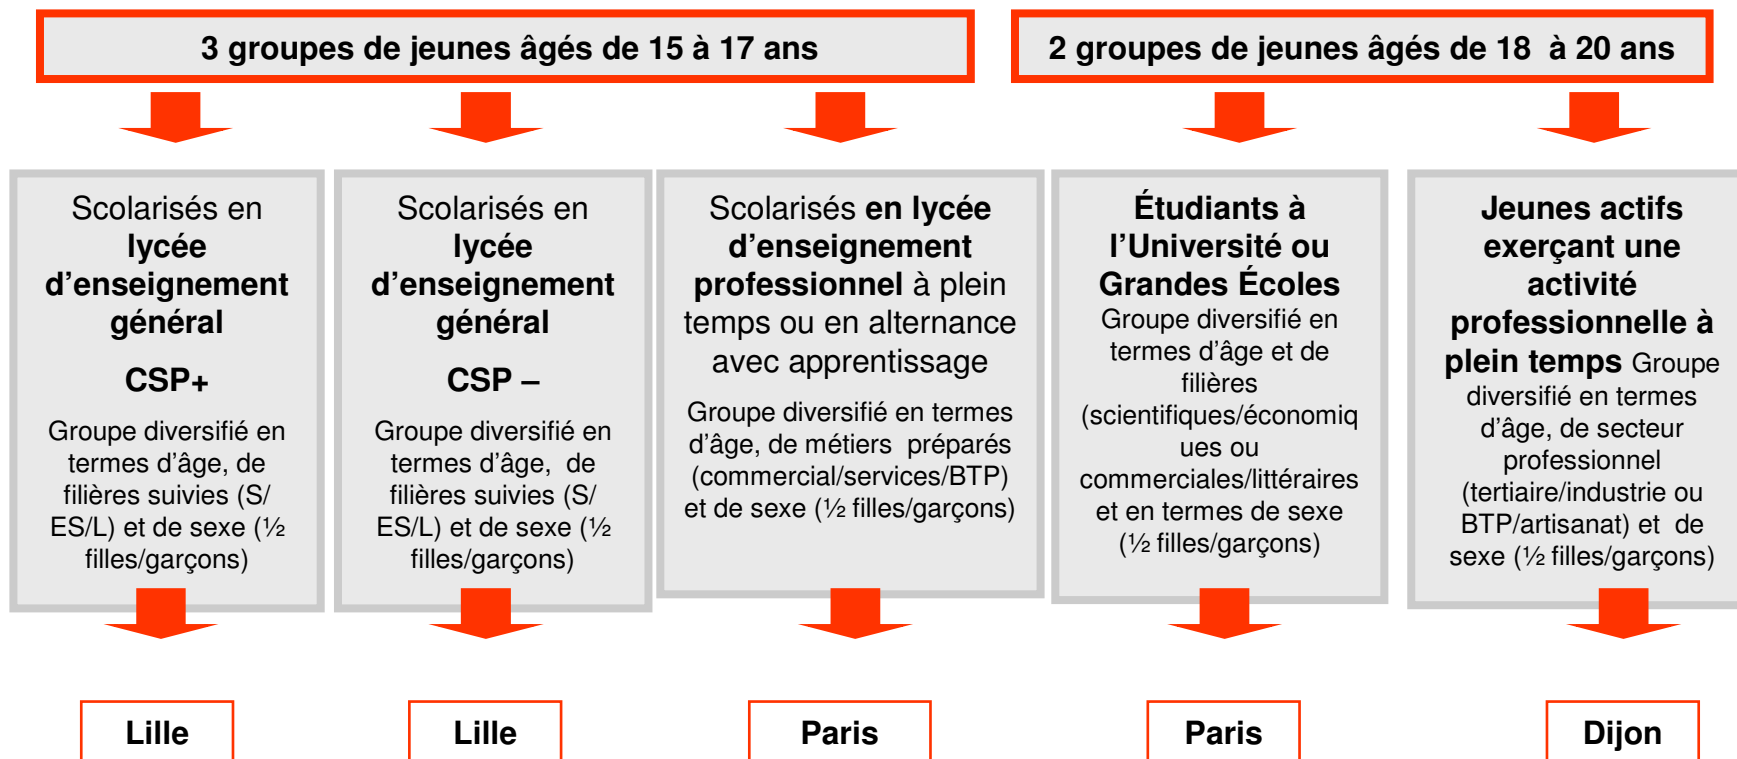 3 groupes de jeunes âgés de 15 à 17 ans
2 groupes de jeunes âgés de 18  à 20 ans
Scolarisés en
lycée
d'enseignement
général
CSP+
Groupe diversifié en
termes d'âge, de
filières suivies (S/
ES/L) et de sexe (½
filles/garçons)
Scolarisés en
lycée
d'enseignement
général
CSP –
Groupe diversifié en
termes d'âge,  de
filières suivies (S/
ES/L) et de sexe (½
filles/garçons)
Scolarisés en lycée
d'enseignement
professionnel à plein
temps ou en alternance
avec apprentissage
Groupe diversifié en termes
d'âge, de métiers  préparés
(commercial/services/BTP)
et de sexe (½ filles/garçons)
Étudiants à
l'Université ou
Grandes Écoles
Groupe diversifié en
termes d'âge et de
filières
(scientifiques/économiq
ues ou
commerciales/littéraires
et en termes de sexe
(½ filles/garçons)
Jeunes actifs
exerçant une
activité
professionnelle à
plein temps Groupe
diversifié en termes
d'âge, de secteur
professionnel
(tertiaire/industrie ou
BTP/artisanat) et  de
sexe (½ filles/garçons)
Lille
Lille
Paris
Paris
Dijon